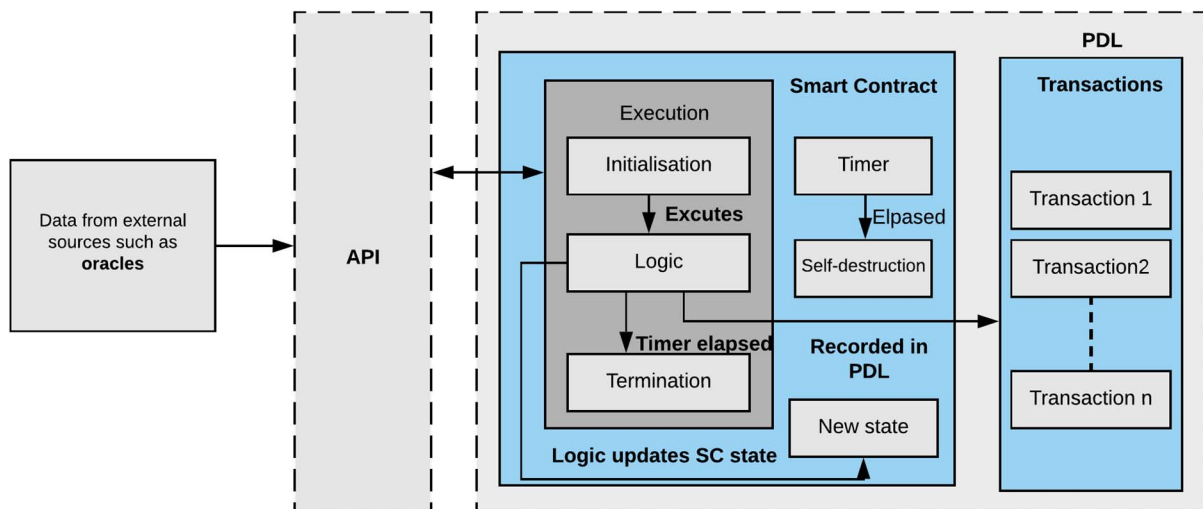 Data from external
sources such as
oracles
API
PDL
Smart Contract
Execution
Initialisation
Excutes
Logic
Timer elapsed
Termination
Logic updates SC state
Timer
Elpased
Self-destruction
Recorded in
PDL
New state
Transactions
Transaction 1
Transaction2
Transaction n